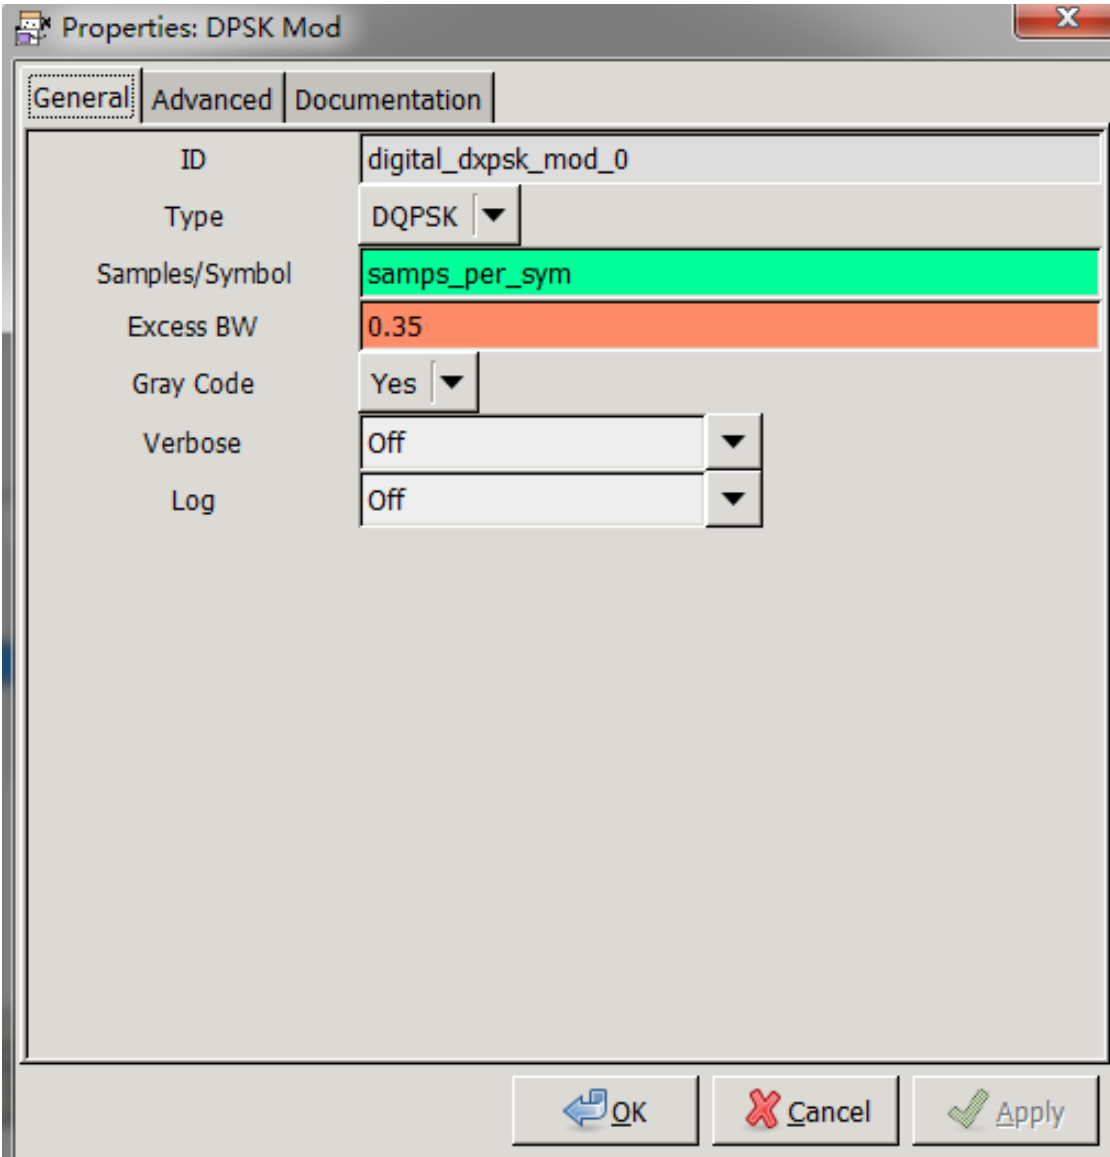 Properties: DPSK Mod
General Advanced Documentation
ID digital_dxpsk_mod_0
Type DQPSK
Samples/Symbol samps_per_sym
Excess BW 0.35
Gray Code Yes
Verbose Off
Log Off
OK Cancel Apply